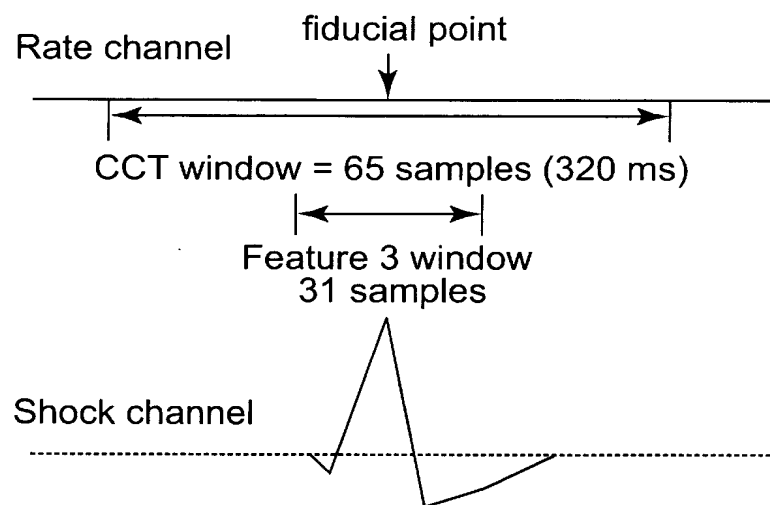 fiducial point
Rate channel
CCT window = 65 samples (320 ms)
Feature 3 window
31 samples
Shock channel